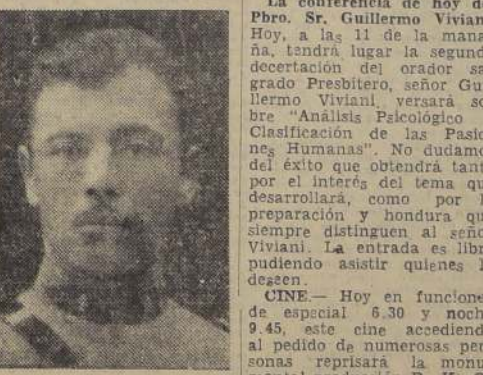 La conferencia de hoy de
Pbro. Sr. Guillermo Vivian
Hoy, a las 11 de la maña
ña, tendrá lugar la segund
decertación del orador sa
grado Presbítero, señor Gui
llermo Viviani, versará so
bre "Análisis Psicológico
Clasificación de las Pasio
nes Humanas". No dudamo
del éxito que obtendrá tant
por el interés del tema qu
desarrollará, como por l
preparación y hondura qu
siempre distinguen al seño
Viviani. La entrada es libr
pudiendo asistir quienes l
deseen.
CINE.— Hoy en funcione
de especial 6.30 y noch
9.45, este cine accediend
al pedido de numerosas per
sonas reprisará la monu